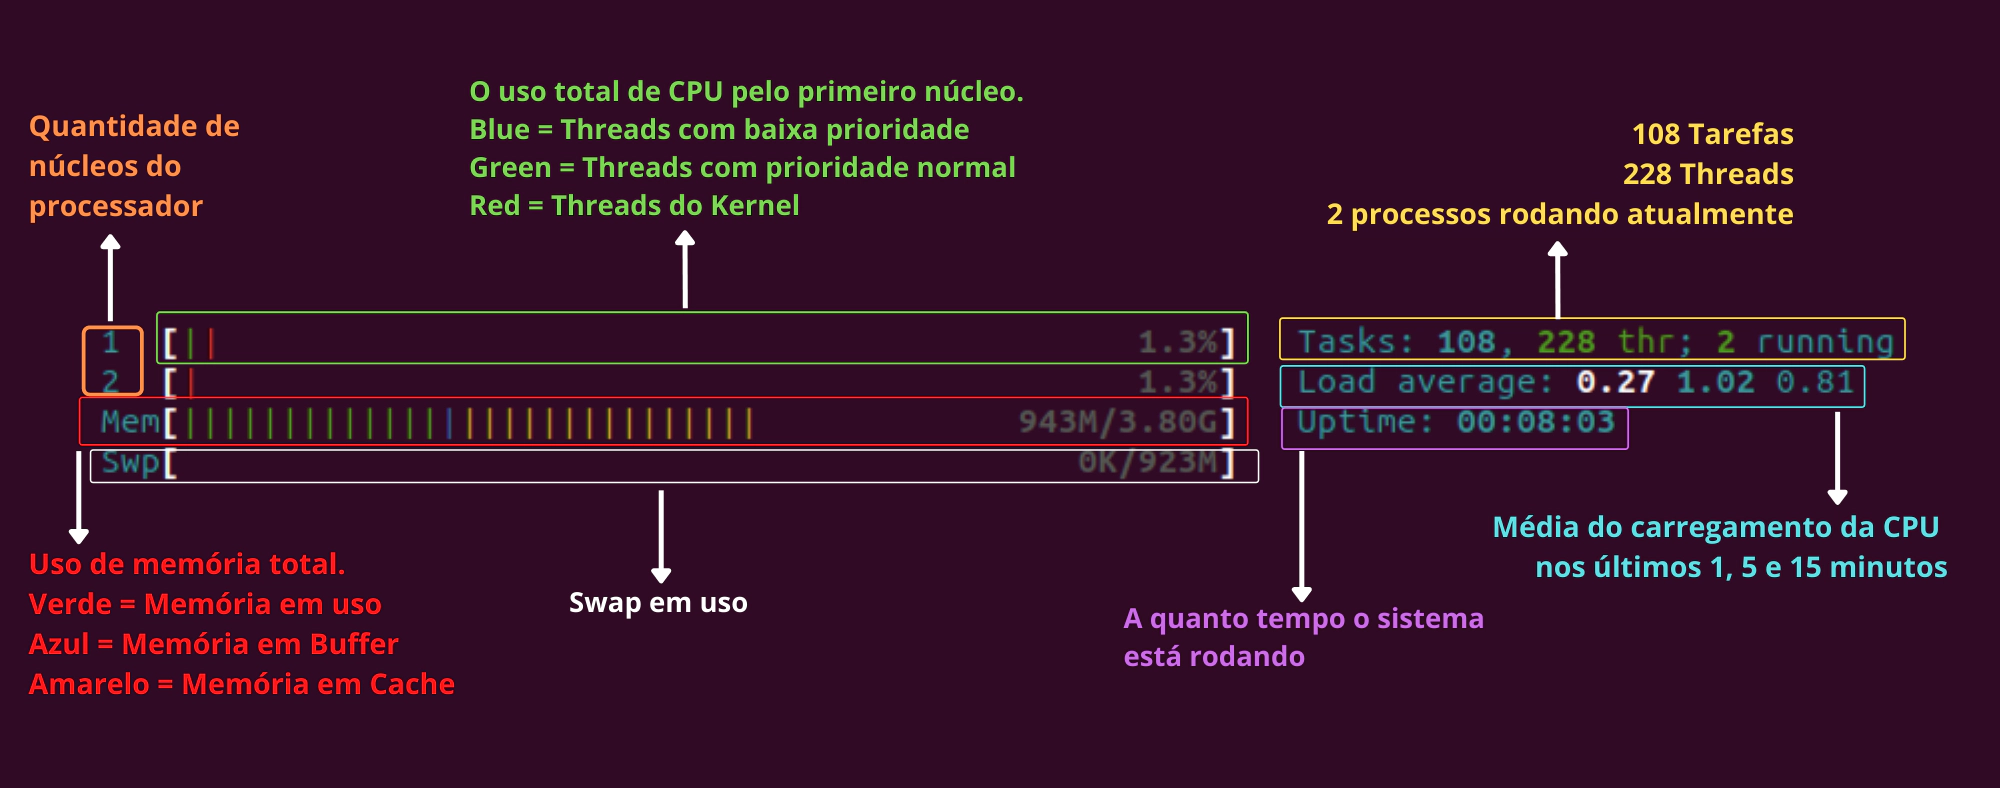 Quantidade de
núcleos do
processador
O uso total de CPU pelo primeiro núcleo.
Blue = Threads com baixa prioridade
Green = Threads com prioridade normal
Red = Threads do Kernel
108 Tarefas
228 Threads
2 processos rodando atualmente
1 [|| 1.3%]
2 [| 1.3%]
Mem[||||||||||||||||||||||||||||| 943M/3.80G]
Swp[ 0K/923M]
Tasks: 108, 228 thr; 2 running
Load average: 0.27 1.02 0.81
Uptime: 00:08:03
Uso de memória total.
Verde = Memória em uso
Azul = Memória em Buffer
Amarelo = Memória em Cache
Swap em uso
A quanto tempo o sistema
está rodando
Média do carregamento da CPU
nos últimos 1, 5 e 15 minutos